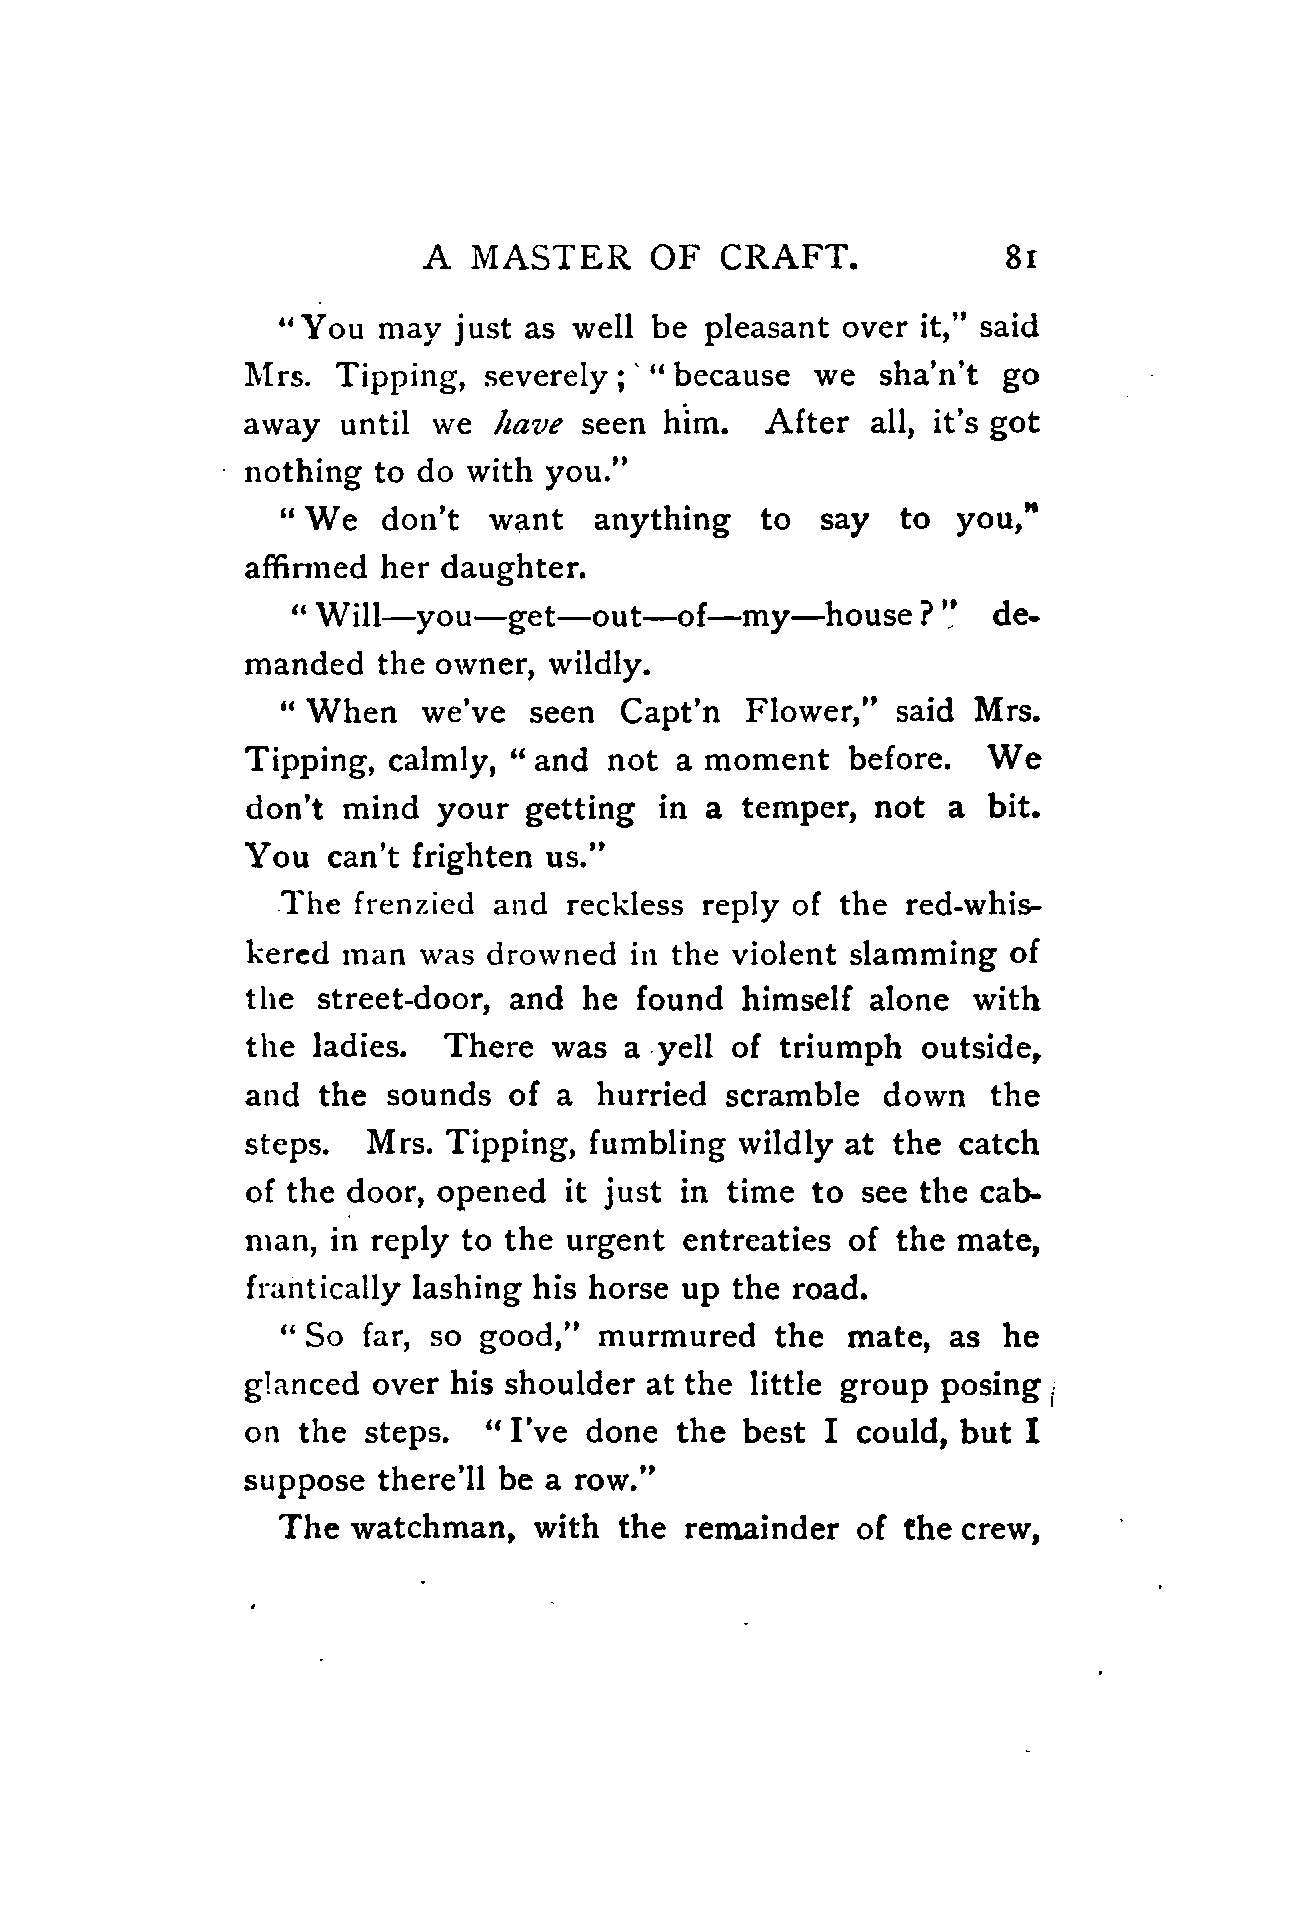 A MASTER OF CRAFT. 81
"You may just as well be pleasant over it," said
Mrs. Tipping, severely; "because we sha'n't go
away until we have seen him. After all, it's got
nothing to do with you."
"We don't want anything to say to you,"
affirmed her daughter.
"Will—you—get—out—of—my—house?" de-
manded the owner, wildly.
"When we've seen Capt'n Flower," said Mrs.
Tipping, calmly, "and not a moment before. We
don't mind your getting in a temper, not a bit.
You can't frighten us."
The frenzied and reckless reply of the red-whis-
kered man was drowned in the violent slamming of
the street-door, and he found himself alone with
the ladies. There was a yell of triumph outside,
and the sounds of a hurried scramble down the
steps. Mrs. Tipping, fumbling wildly at the catch
of the door, opened it just in time to see the cab-
man, in reply to the urgent entreaties of the mate,
frantically lashing his horse up the road.
"So far, so good," murmured the mate, as he
glanced over his shoulder at the little group posing
on the steps. "I've done the best I could, but I
suppose there'll be a row."
The watchman, with the remainder of the crew,